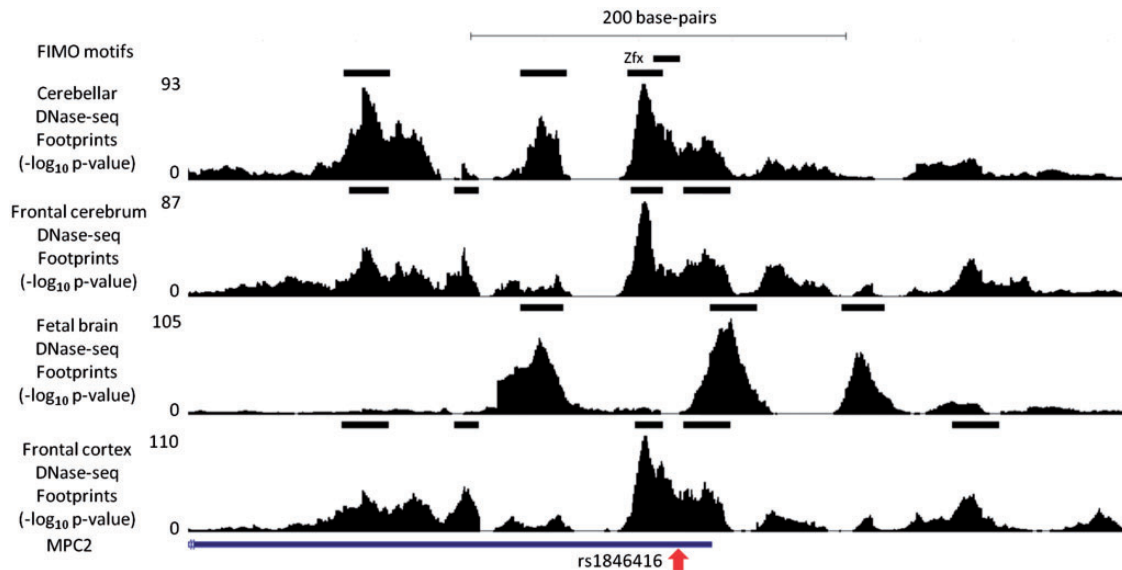 200 base-pairs
FIMO motifs
Zfx
Cerebellar
DNase-seq
Footprints
(-log10 p-value)
93
0
Frontal cerebrum
DNase-seq
Footprints
(-log10 p-value)
87
0
Fetal brain
DNase-seq
Footprints
(-log10 p-value)
105
0
Frontal cortex
DNase-seq
Footprints
(-log10 p-value)
110
0
MPC2
rs1846416